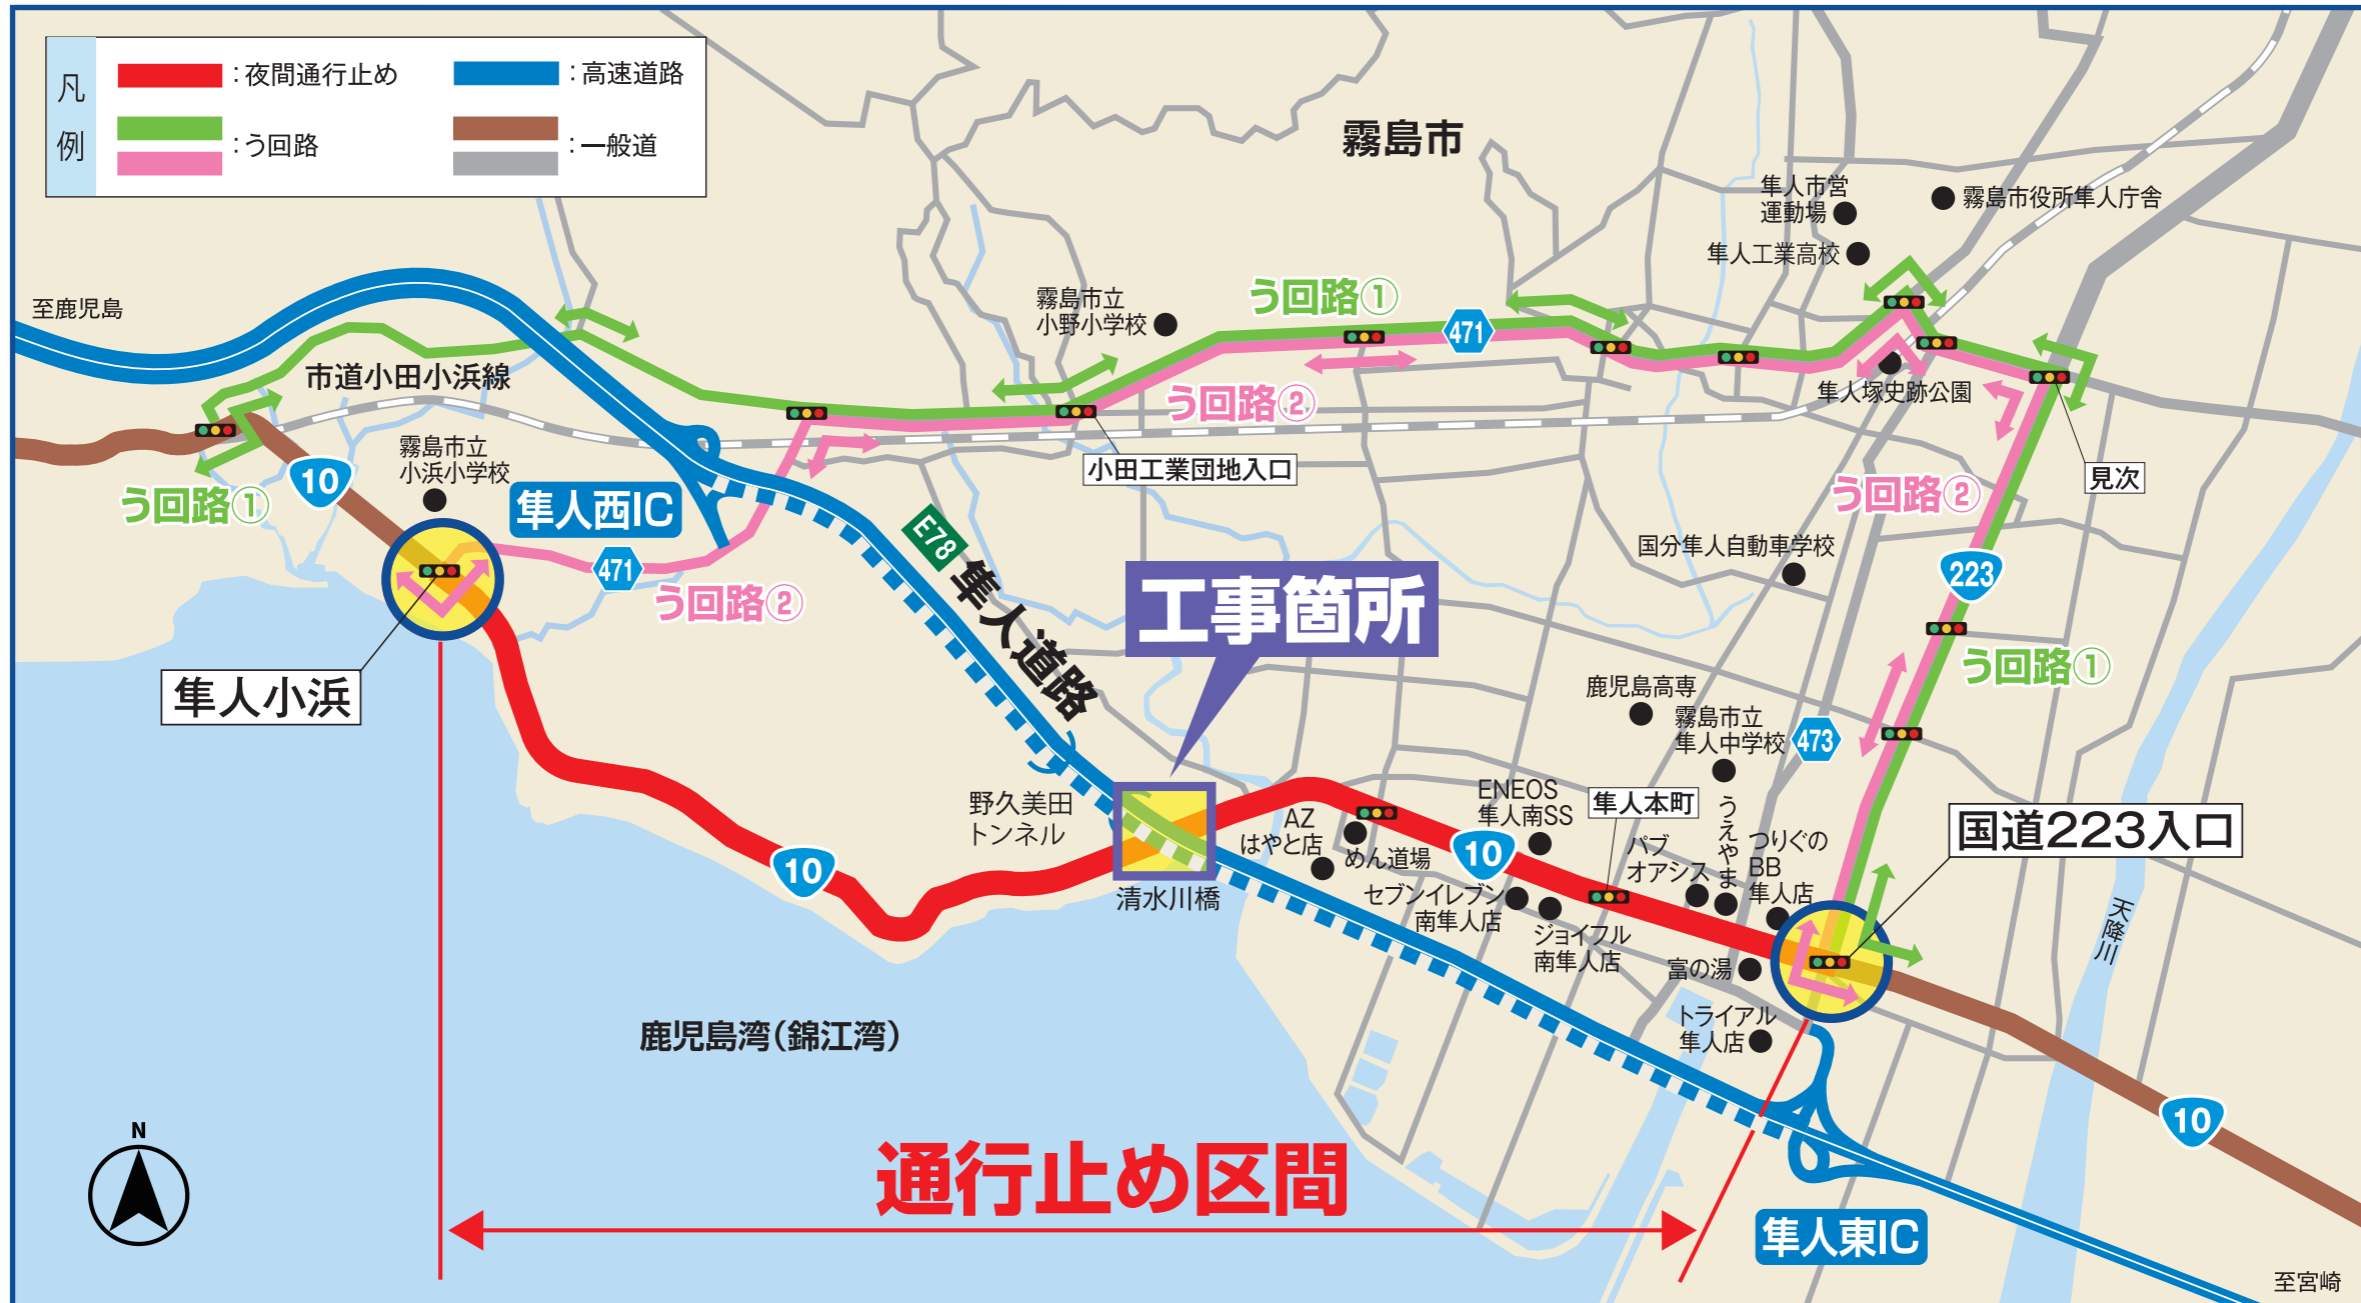 凡例
：夜間通行止め
：高速道路
：う回路
：一般道
霧島市
隼人市営
運動場
霧島市役所隼人庁舎
隼人工業高校
至鹿児島
霧島市立
小野小学校
う回路①
471
市道小田小浜線
う回路②
隼人塚史跡公園
霧島市立
小浜小学校
10
う回路①
隼人西IC
小田工業団地入口
見次
う回路②
E78
隼人道路
471
う回路②
国分隼人自動車学校
223
工事箇所
う回路①
隼人小浜
鹿児島高専
霧島市立
隼人中学校
473
野久美田
トンネル
AZ
はやと店
めん道場
ENEOS
隼人南SS
隼人本町
うえやま
つりぐの
BB
隼人店
パブ
オアシス
国道223入口
10
10
清水川橋
セブンイレブン
南隼人店
ジョイフル
南隼人店
富の湯
天降川
トライアル
隼人店
鹿児島湾（錦江湾）
10
N
通行止め区間
隼人東IC
至宮崎